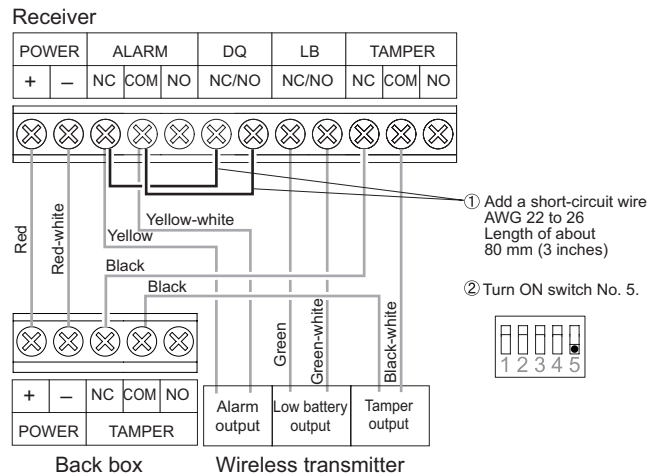 Receiver
POWER ALARM DQ LB TAMPER
+ – NC COM NO NC/NO NC/NO NC COM NO
① Add a short-circuit wire
AWG 22 to 26
Length of about
80 mm (3 inches)
② Turn ON switch No. 5.
1 2 3 4 5
Red
Red-white
Yellow-white
Yellow
Black
Black
Green
Green-white
Black-white
+ – NC COM NO
POWER TAMPER
Back box
Alarm
output
Low battery
output
Tamper
output
Wireless transmitter